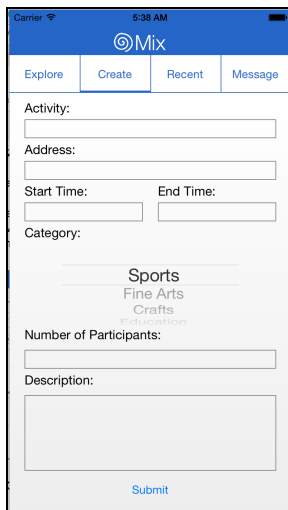 Carrier 5:38 AM
Mix
Explore Create Recent Message
Activity:
Address:
Start Time: End Time:
Category:
Sports
Fine Arts
Crafts
Education
Number of Participants:
Description:
Submit